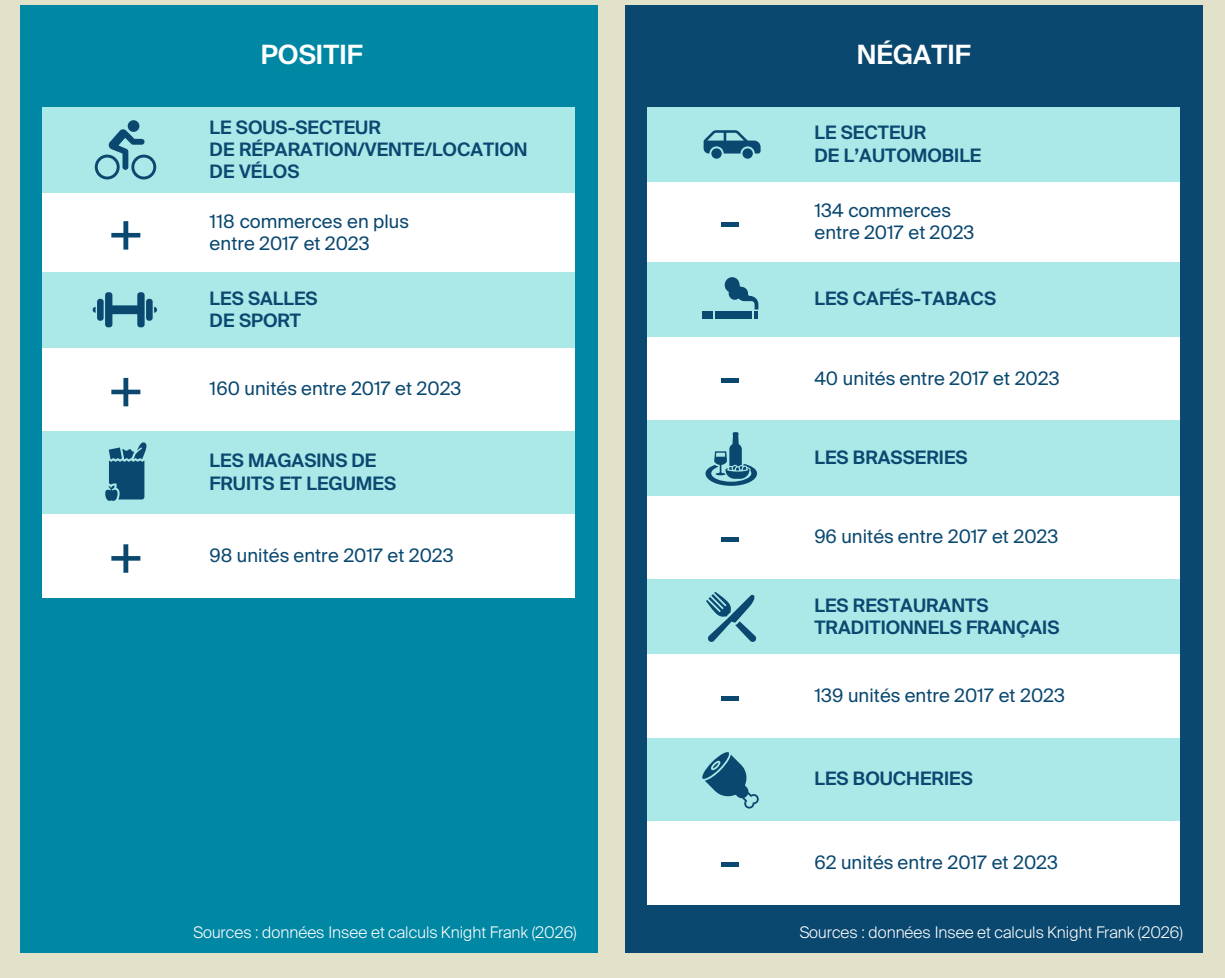 POSITIF
LE SOUS-SECTEUR
DE RÉPARATION/VENTE/LOCATION
DE VÉLOS
+
118 commerces en plus
entre 2017 et 2023
LES SALLES
DE SPORT
+
160 unités entre 2017 et 2023
LES MAGASINS DE
FRUITS ET LEGUMES
+
98 unités entre 2017 et 2023
Sources : données Insee et calculs Knight Frank (2026)
NÉGATIF
LE SECTEUR
DE L’AUTOMOBILE
-
134 commerces
entre 2017 et 2023
LES CAFÉS-TABACS
-
40 unités entre 2017 et 2023
LES BRASSERIES
-
96 unités entre 2017 et 2023
LES RESTAURANTS
TRADITIONNELS FRANÇAIS
-
139 unités entre 2017 et 2023
LES BOUCHERIES
-
62 unités entre 2017 et 2023
Sources : données Insee et calculs Knight Frank (2026)